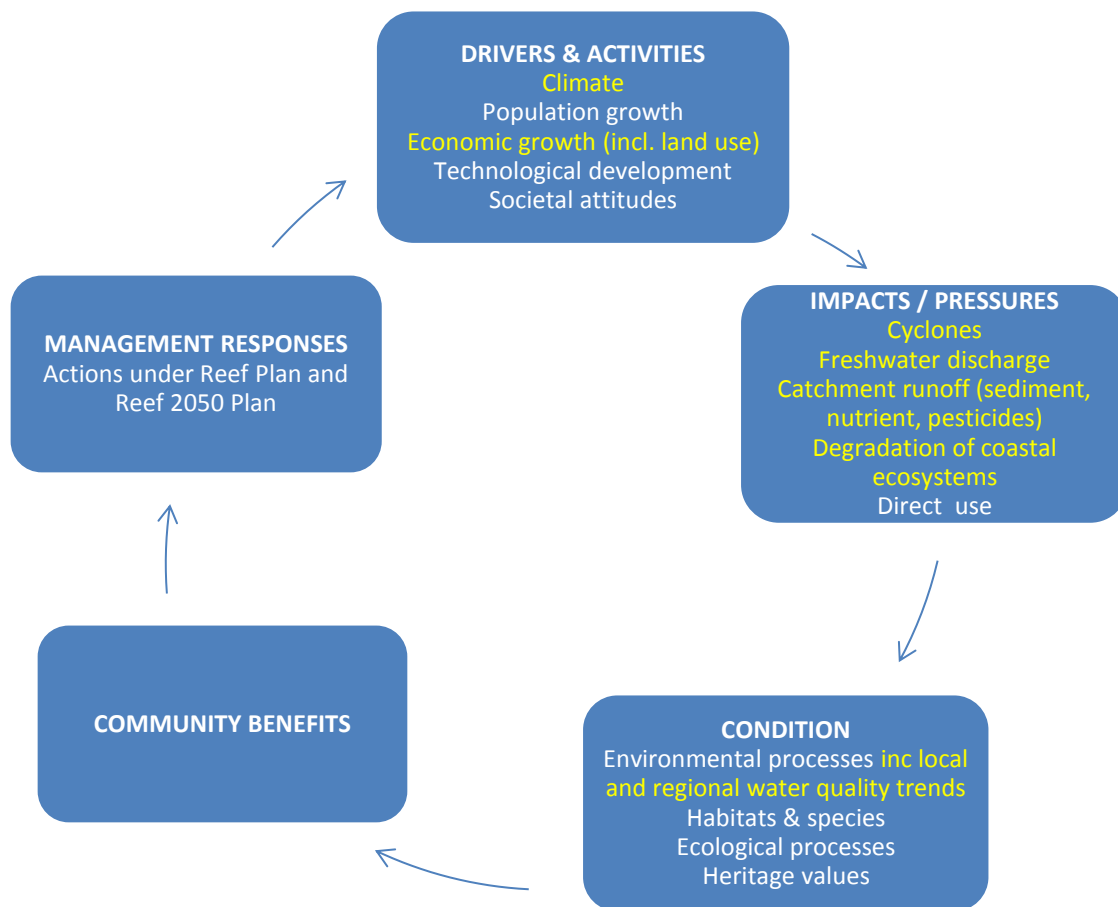 DRIVERS & ACTIVITIES
Climate
Population growth
Economic growth (incl. land use)
Technological development
Societal attitudes
IMPACTS / PRESSURES
Cyclones
Freshwater discharge
Catchment runoff (sediment,
nutrient, pesticides)
Degradation of coastal
ecosystems
Direct use
CONDITION
Environmental processes inc local
and regional water quality trends
Habitats & species
Ecological processes
Heritage values
COMMUNITY BENEFITS
MANAGEMENT RESPONSES
Actions under Reef Plan and
Reef 2050 Plan